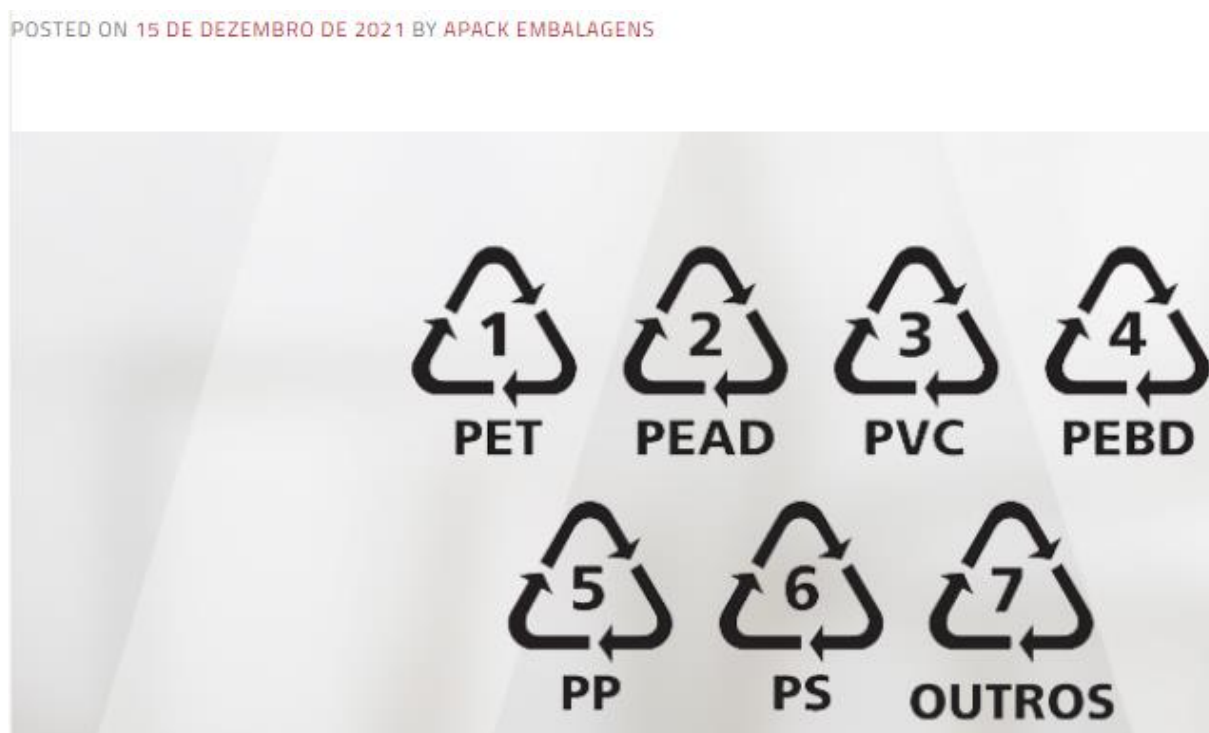 POSTED ON 15 DE DEZEMBRO DE 2021 BY APACK EMBALAGENS
1 2 3 4
PET PEAD PVC PEBD
5 6 7
PP PS OUTROS